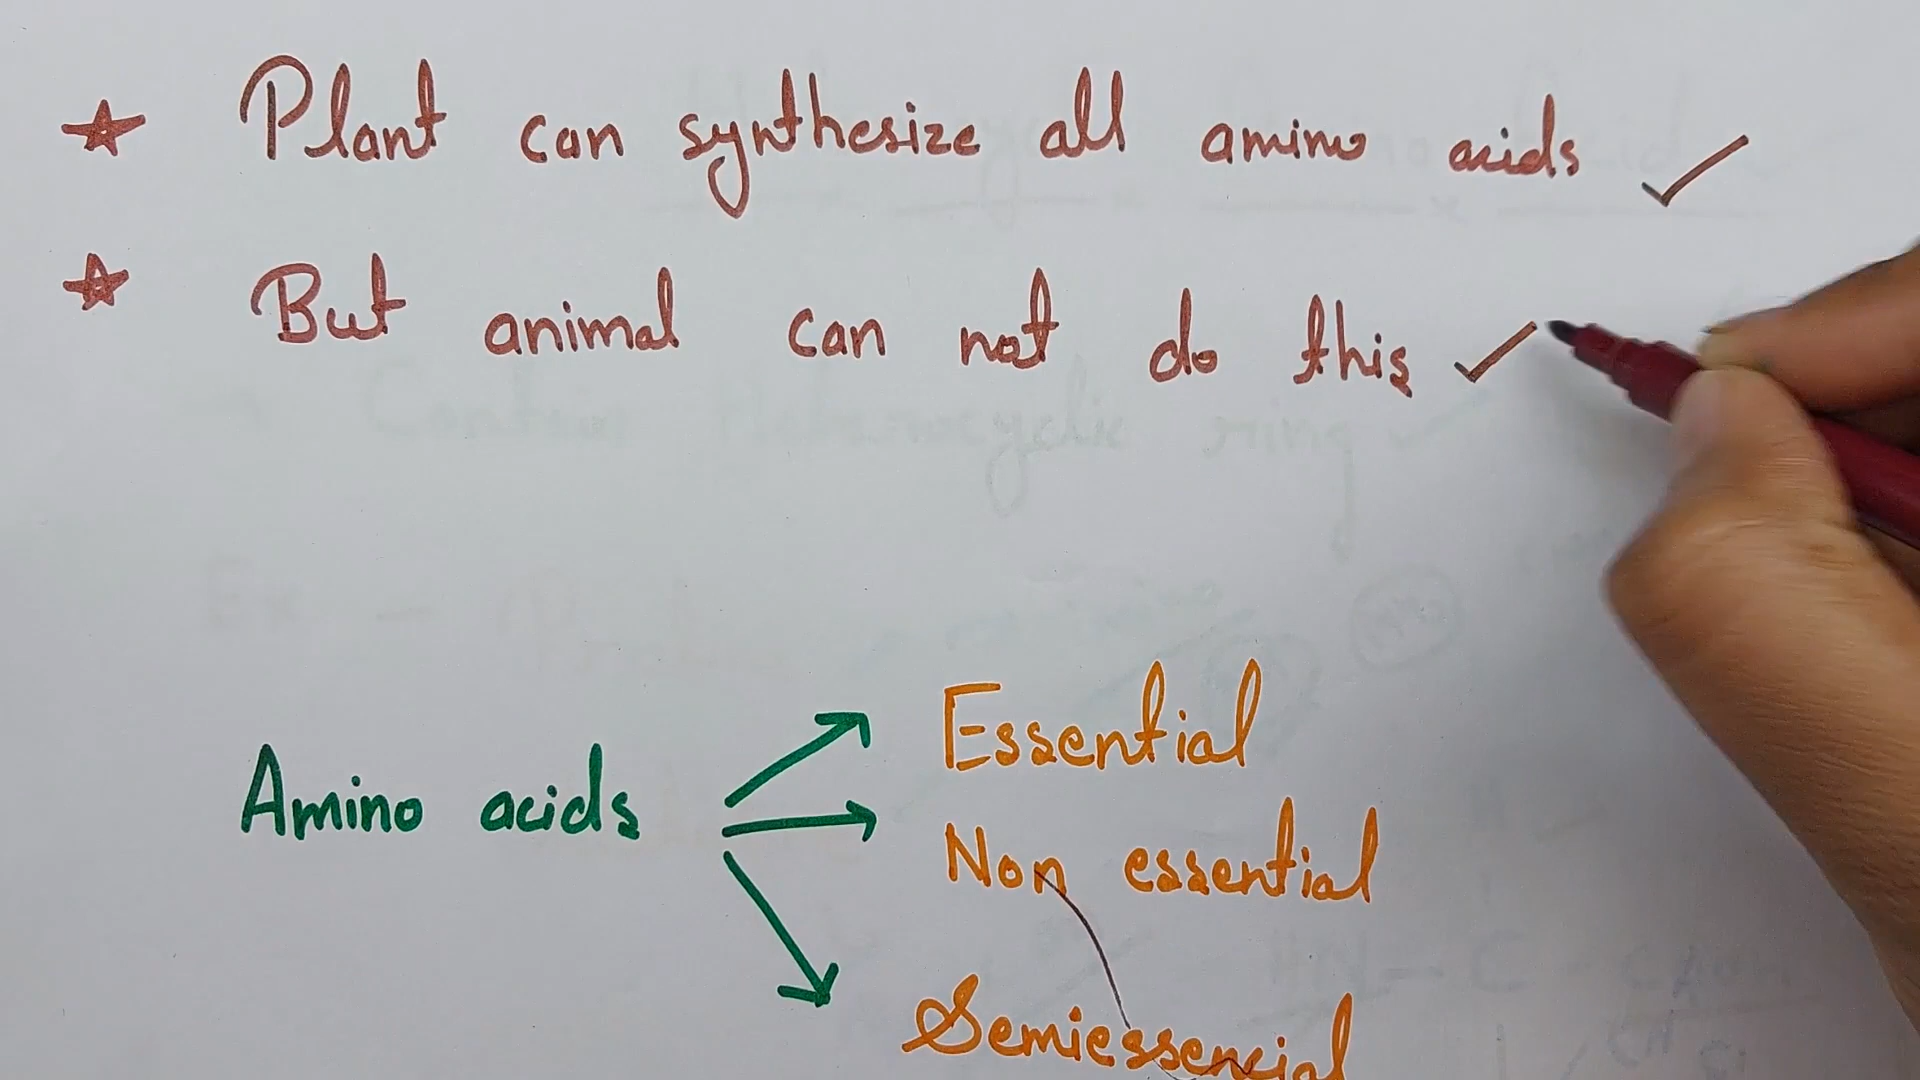 Plant can synthesize all amino acids
But animal can not do this
Essential
Amino acids
Non essential
Semiessencial